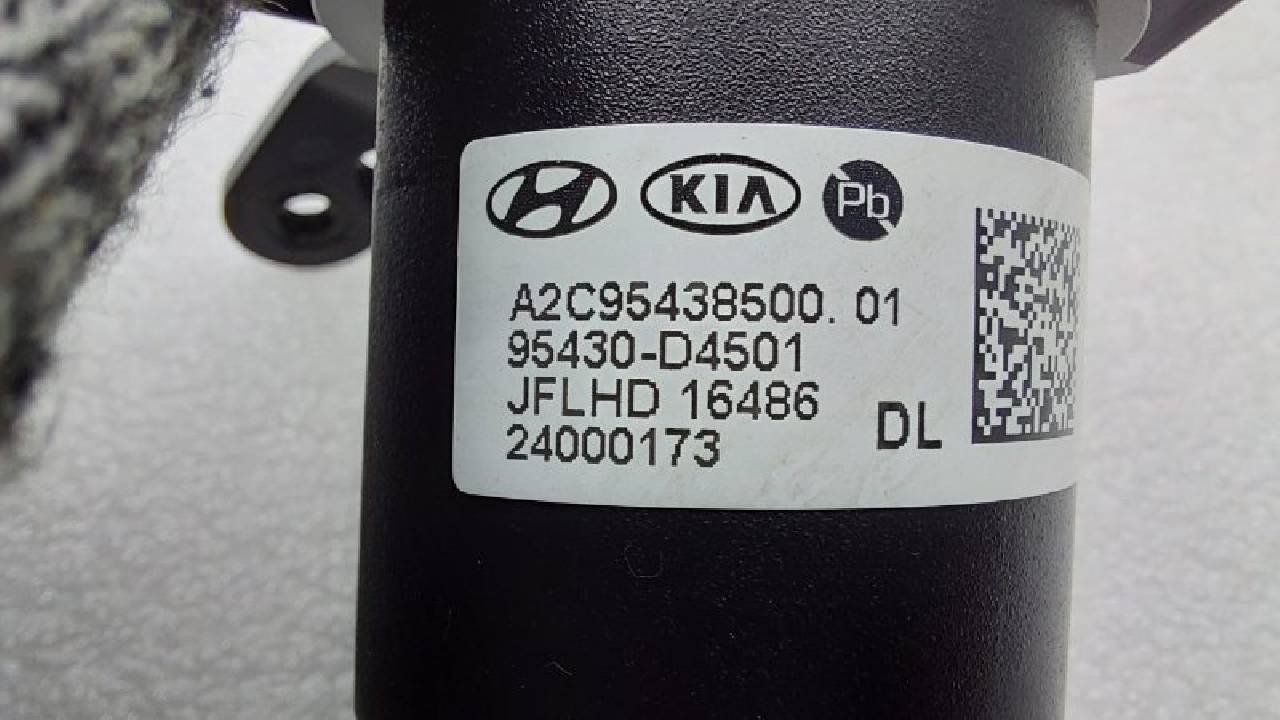 KIA Pb
A2C95438500. 01
95430-D4501
JFLHD 16486
24000173
DL